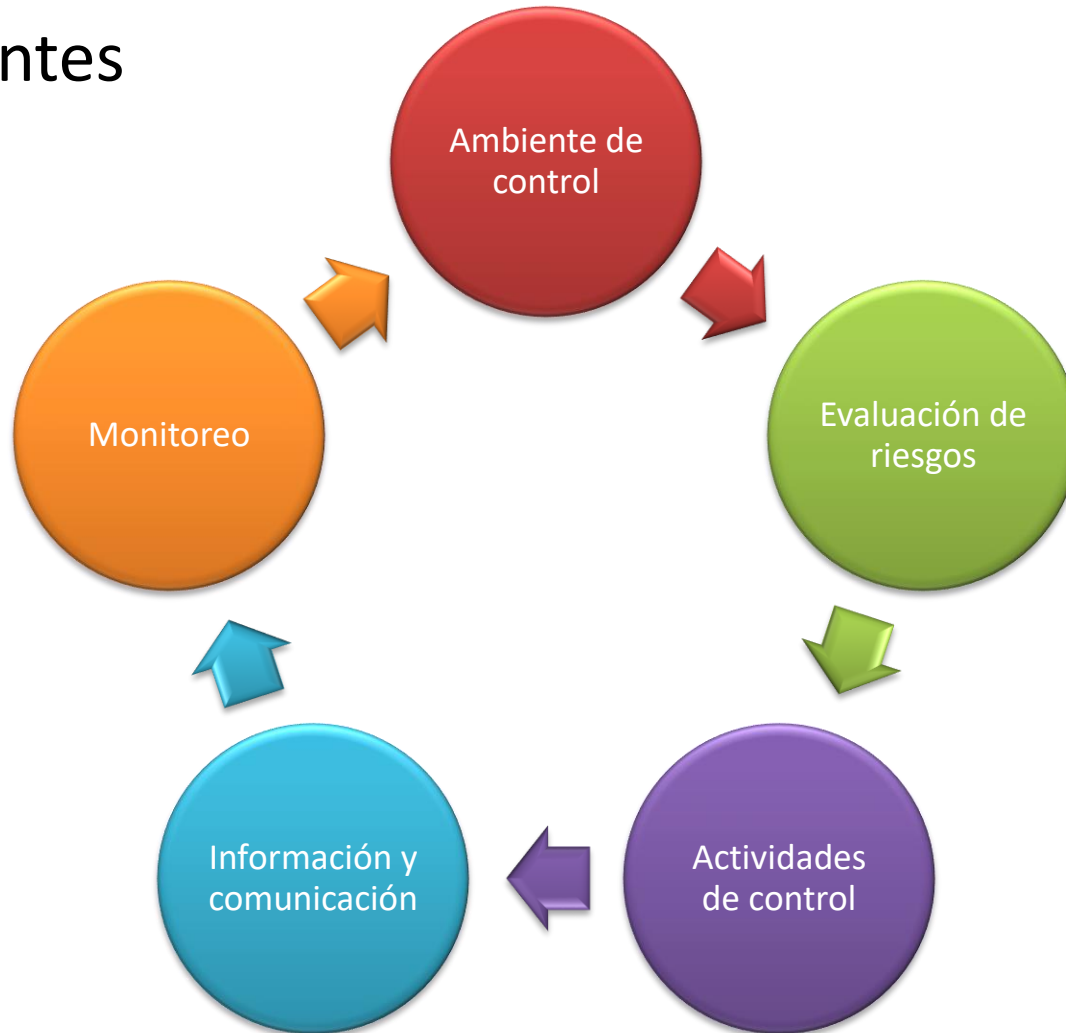 ntes
Ambiente de
control
Evaluación de
riesgos
Actividades
de control
Información y
comunicación
Monitoreo